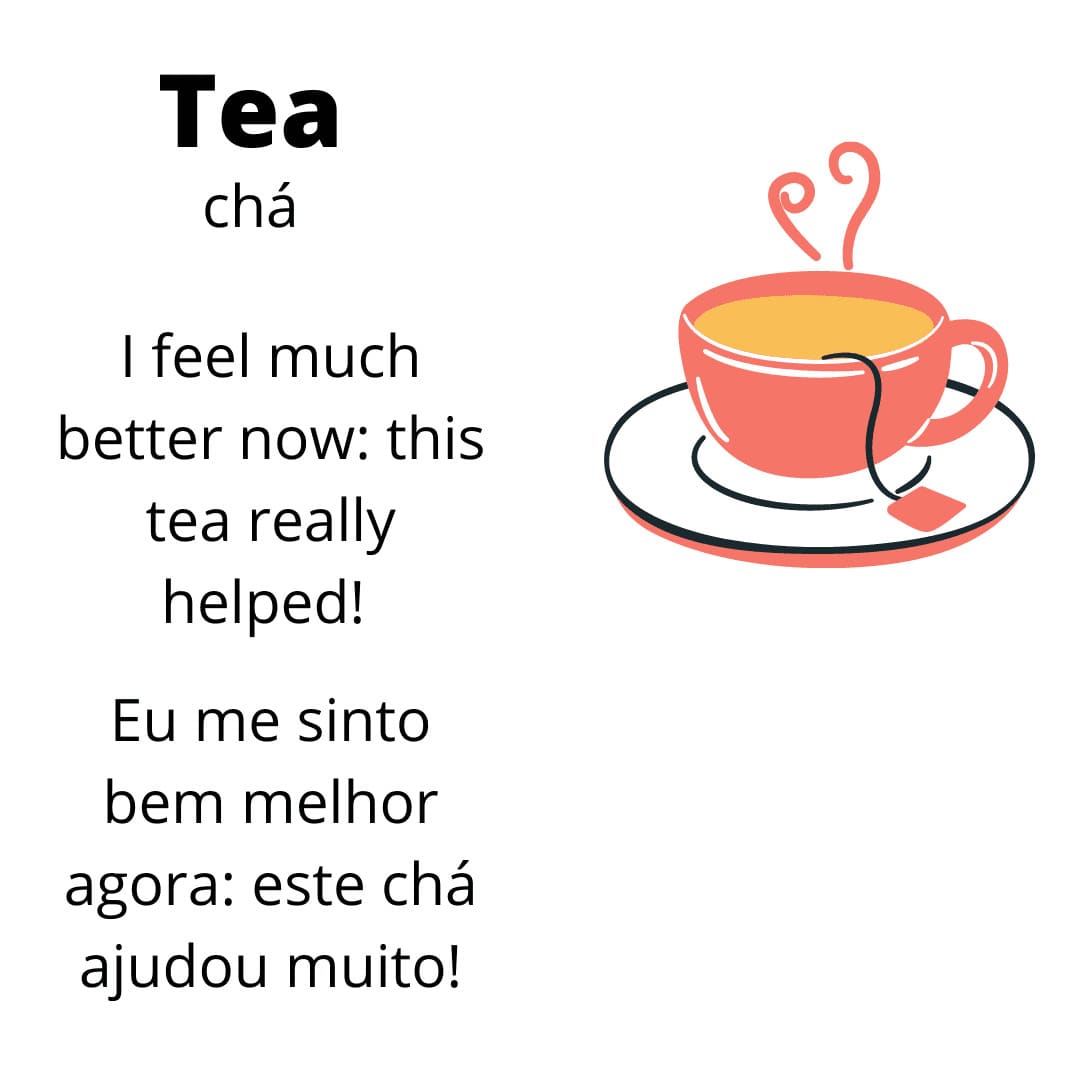 Tea
chá
I feel much
better now: this
tea really
helped!
Eu me sinto
bem melhor
agora: este chá
ajudou muito!